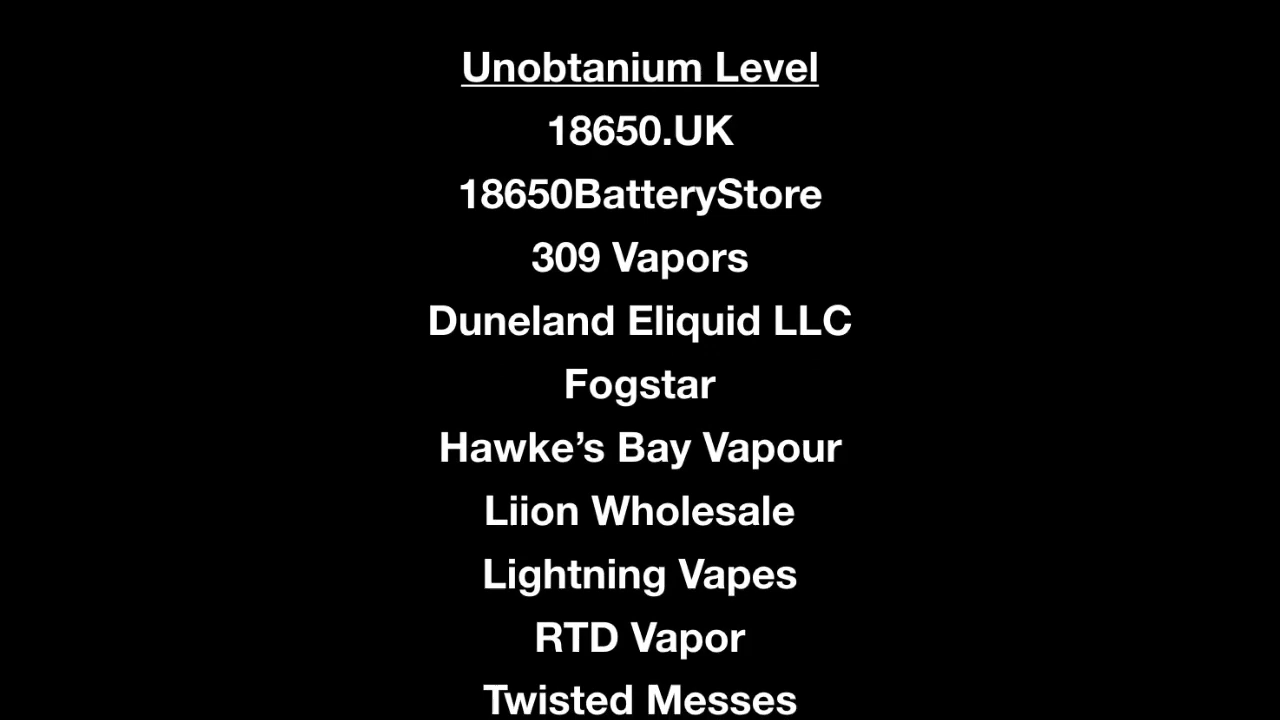 Unobtanium Level
18650.UK
18650BatteryStore
309 Vapors
Duneland Eliquid LLC
Fogstar
Hawke’s Bay Vapour
Liion Wholesale
Lightning Vapes
RTD Vapor
Twisted Messes